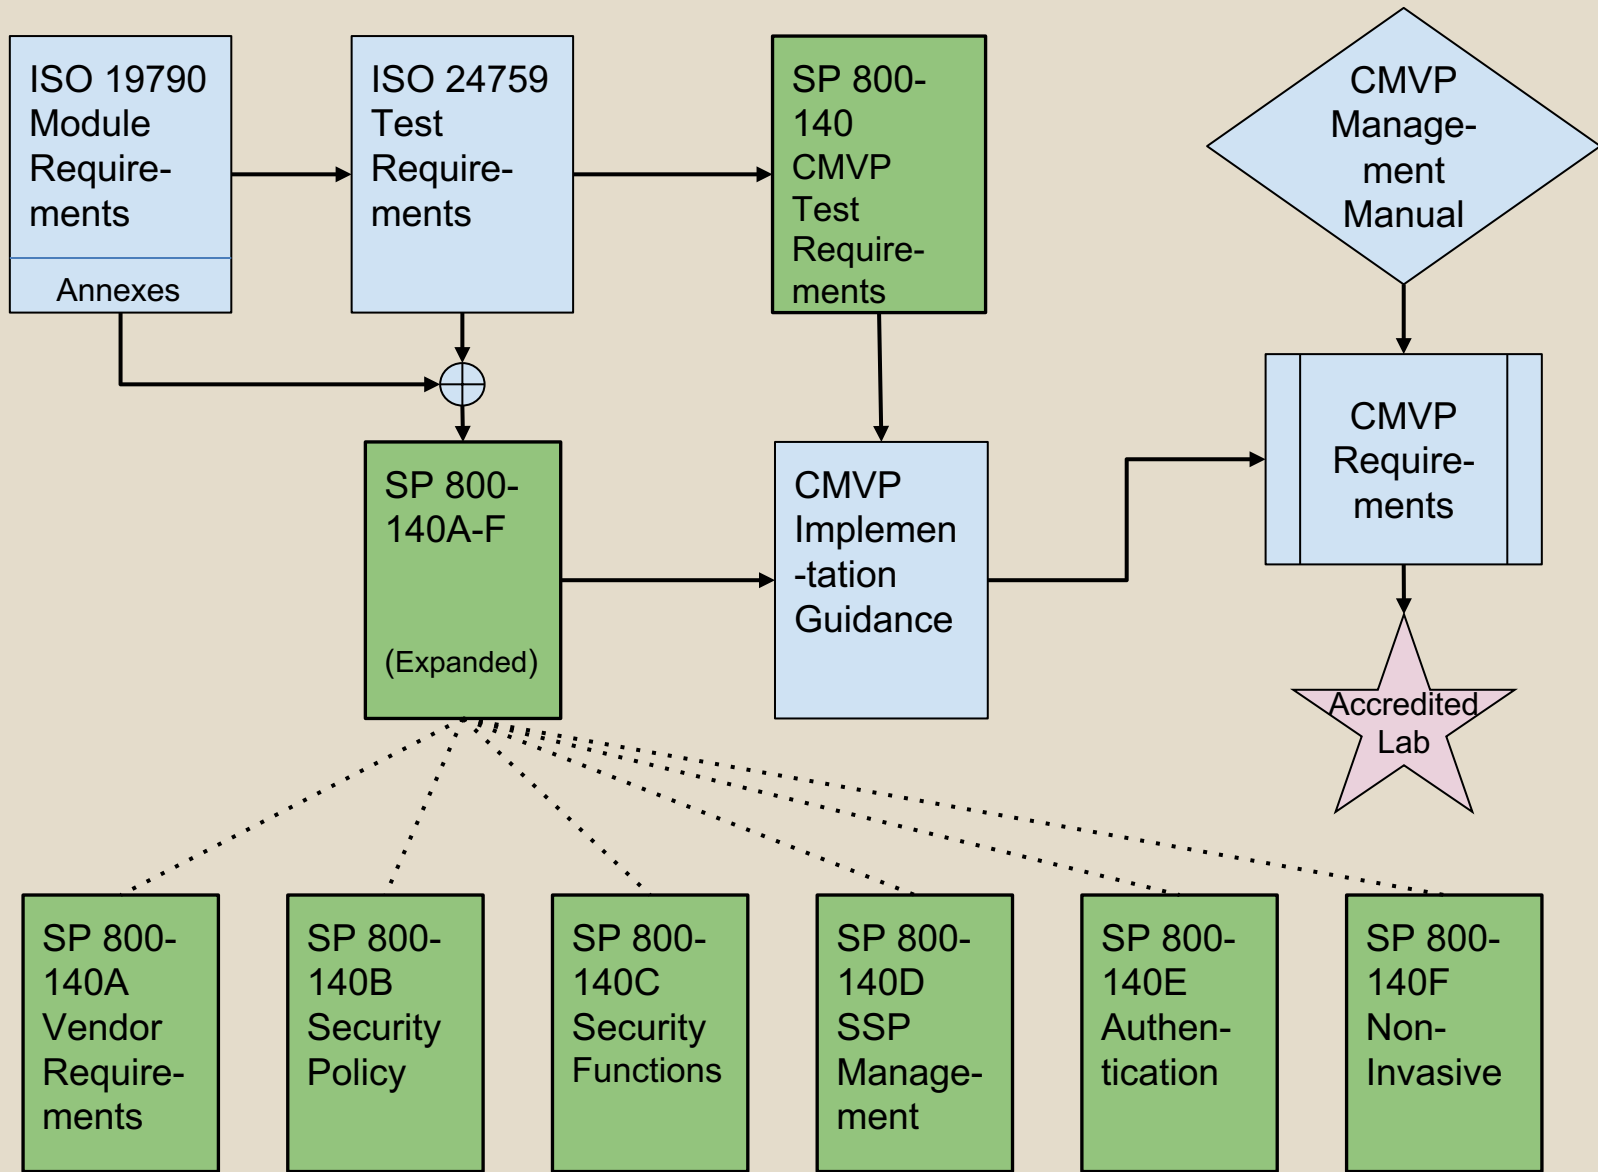 ISO 19790
Module
Require-
ments
Annexes
ISO 24759
Test
Require-
ments
SP 800-
140
CMVP
Test
Require-
ments
CMVP
Manage-
ment
Manual
SP 800-
140A-F
(Expanded)
CMVP
Implemen
-tation
Guidance
CMVP
Require-
ments
Accredited
Lab
SP 800-
140A
Vendor
Require-
ments
SP 800-
140B
Security
Policy
SP 800-
140C
Security
Functions
SP 800-
140D
SSP
Manage-
ment
SP 800-
140E
Authen-
tication
SP 800-
140F
Non-
Invasive